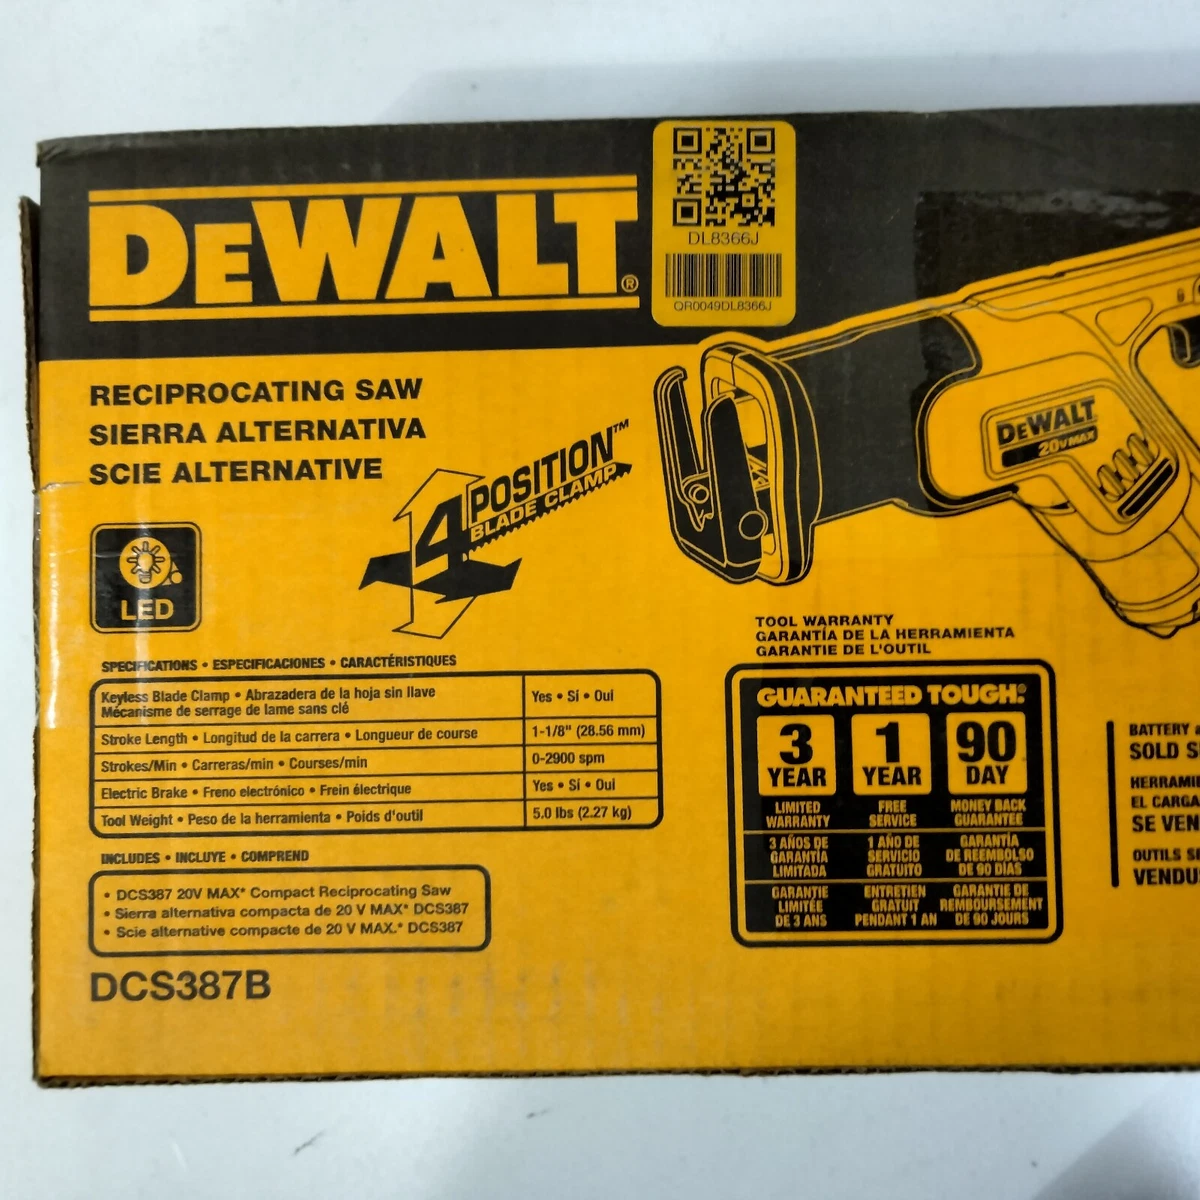 DEWALT®
DL8366J
QR0049DL8366J
RECIPROCATING SAW
SIERRA ALTERNATIVA
SCIE ALTERNATIVE
4 POSITION™
BLADE CLAMP
LED
DEWALT
20V MAX
SPECIFICATIONS • ESPECIFICACIONES • CARACTÉRISTIQUES
Keyless Blade Clamp • Abrazadera de la hoja sin llave
Mécanisme de serrage de lame sans clé
Yes • Sí • Oui
Stroke Length • Longitud de la carrera • Longueur de course
1-1/8" (28.56 mm)
Strokes/Min • Carreras/min • Courses/min
0-2900 spm
Electric Brake • Freno electrónico • Frein électrique
Yes • Sí • Oui
Tool Weight • Peso de la herramienta • Poids d'outil
5.0 lbs (2.27 kg)
INCLUDES • INCLUYE • COMPREND
• DCS387 20V MAX* Compact Reciprocating Saw
• Sierra alternativa compacta de 20 V MAX* DCS387
• Scie alternative compacte de 20 V MAX.* DCS387
DCS387B
TOOL WARRANTY
GARANTÍA DE LA HERRAMIENTA
GARANTIE DE L'OUTIL
GUARANTEED TOUGH.®
3 YEAR
LIMITED
WARRANTY
3 AÑOS DE
GARANTÍA
LIMITADA
GARANTIE
LIMITÉE
DE 3 ANS
1 YEAR
FREE
SERVICE
1 AÑO DE
SERVICIO
GRATUITO
ENTRETIEN
GRATUIT
PENDANT 1 AN
90 DAY
MONEY BACK
GUARANTEE
GARANTÍA
DE REEMBOLSO
DE 90 DÍAS
GARANTIE DE
REMBOURSEMENT
DE 90 JOURS
BATTERY
SOLD S
HERRAMIE
EL CARGA
SE VEN
OUTILS SE
VENDUS